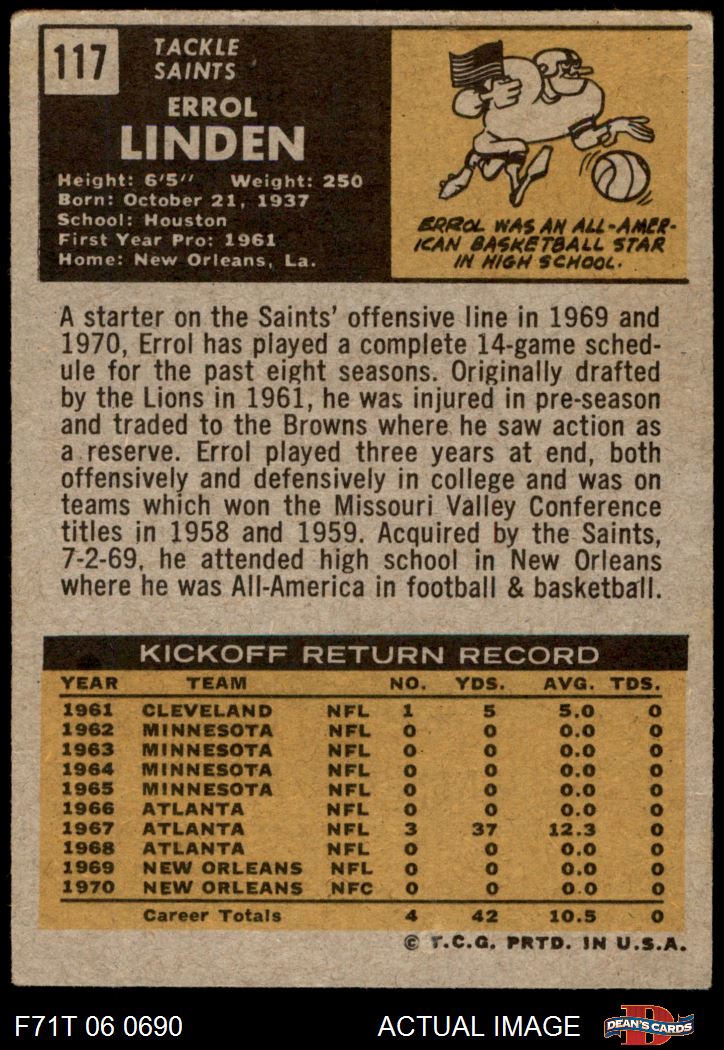 117
TACKLE
SAINTS
ERROL
LINDEN
Height: 6'5" Weight: 250
Born: October 21, 1937
School: Houston
First Year Pro: 1961
Home: New Orleans, La.
ERROL WAS AN ALL-AMER-
ICAN BASKETBALL STAR
IN HIGH SCHOOL.
A starter on the Saints' offensive line in 1969 and
1970, Errol has played a complete 14-game sched-
ule for the past eight seasons. Originally drafted
by the Lions in 1961, he was injured in pre-season
and traded to the Browns where he saw action as
a reserve. Errol played three years at end, both
offensively and defensively in college and was on
teams which won the Missouri Valley Conference
titles in 1958 and 1959. Acquired by the Saints,
7-2-69, he attended high school in New Orleans
where he was All-America in football & basketball.
KICKOFF RETURN RECORD
YEAR TEAM NO. YDS. AVG. TDS.
1961 CLEVELAND NFL 1 5 5.0 0
1962 MINNESOTA NFL 0 0 0.0 0
1963 MINNESOTA NFL 0 0 0.0 0
1964 MINNESOTA NFL 0 0 0.0 0
1965 MINNESOTA NFL 0 0 0.0 0
1966 ATLANTA NFL 0 0 0.0 0
1967 ATLANTA NFL 3 37 12.3 0
1968 ATLANTA NFL 0 0 0.0 0
1969 NEW ORLEANS NFL 0 0 0.0 0
1970 NEW ORLEANS NFC 0 0 0.0 0
Career Totals 4 42 10.5 0
© T.C.G. PRTD. IN U.S.A.
F71T 06 0690 ACTUAL IMAGE D DEAN'S CARDS